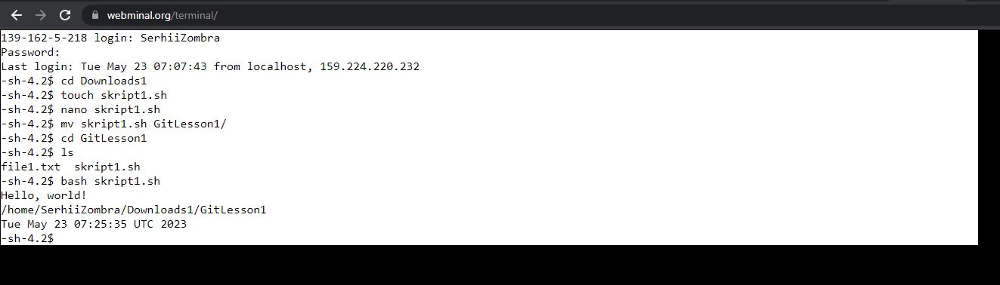 webminal.org/terminal/
139-162-5-218 login: SerhiiZombra
Password:
Last login: Tue May 23 07:07:43 from localhost, 159.224.220.232
-sh-4.2$ cd Downloads1
-sh-4.2$ touch skript1.sh
-sh-4.2$ nano skript1.sh
-sh-4.2$ mv skript1.sh GitLesson1/
-sh-4.2$ cd GitLesson1
-sh-4.2$ ls
file1.txt  skript1.sh
-sh-4.2$ bash skript1.sh
Hello, world!
/home/SerhiiZombra/Downloads1/GitLesson1
Tue May 23 07:25:35 UTC 2023
-sh-4.2$